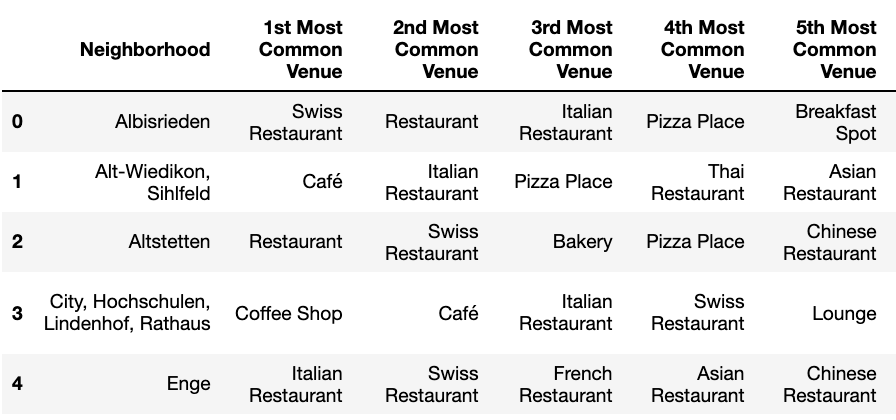 Neighborhood 1st Most Common Venue 2nd Most Common Venue 3rd Most Common Venue 4th Most Common Venue 5th Most Common Venue
0 Albisrieden Swiss Restaurant Restaurant Italian Restaurant Pizza Place Breakfast Spot
1 Alt-Wiedikon, Sihlfeld Café Italian Restaurant Pizza Place Thai Restaurant Asian Restaurant
2 Altstetten Restaurant Swiss Restaurant Bakery Pizza Place Chinese Restaurant
3 City, Hochschulen, Lindenhof, Rathaus Coffee Shop Café Italian Restaurant Swiss Restaurant Lounge
4 Enge Italian Restaurant Swiss Restaurant French Restaurant Asian Restaurant Chinese Restaurant